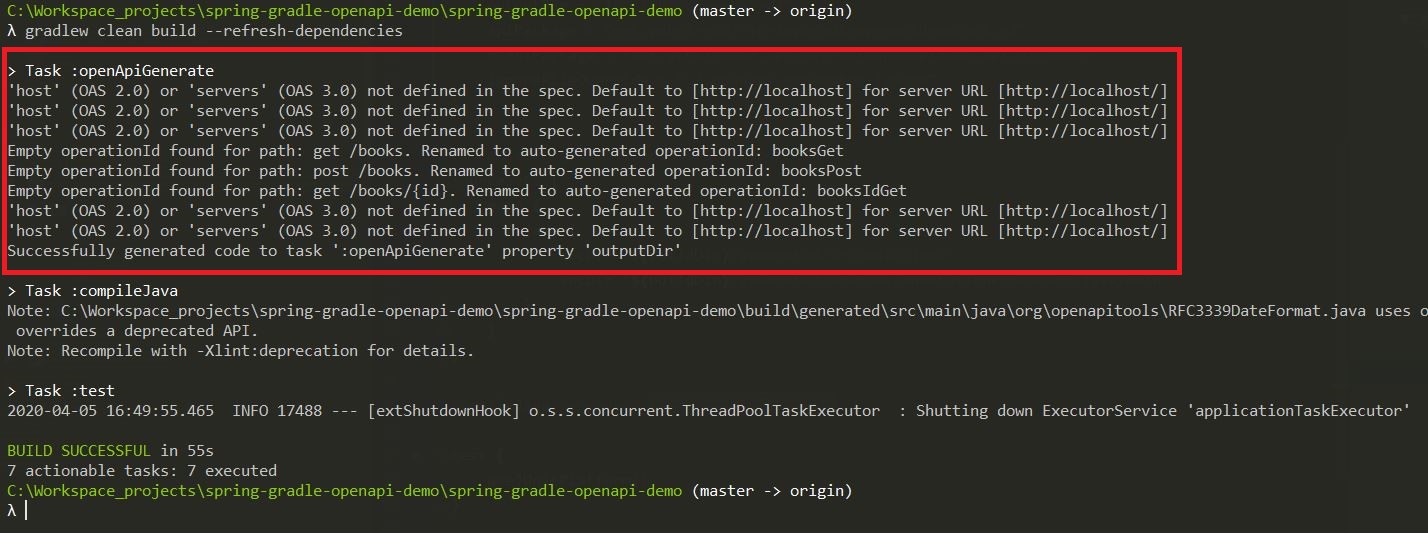 C:\Workspace_projects\spring-gradle-openapi-demo\spring-gradle-openapi-demo (master -> origin)
λ gradlew clean build --refresh-dependencies
> Task :openApiGenerate
'host' (OAS 2.0) or 'servers' (OAS 3.0) not defined in the spec. Default to [http://localhost] for server URL [http://localhost/]
'host' (OAS 2.0) or 'servers' (OAS 3.0) not defined in the spec. Default to [http://localhost] for server URL [http://localhost/]
'host' (OAS 2.0) or 'servers' (OAS 3.0) not defined in the spec. Default to [http://localhost] for server URL [http://localhost/]
Empty operationId found for path: get /books. Renamed to auto-generated operationId: booksGet
Empty operationId found for path: post /books. Renamed to auto-generated operationId: booksPost
Empty operationId found for path: get /books/{id}. Renamed to auto-generated operationId: booksIdGet
'host' (OAS 2.0) or 'servers' (OAS 3.0) not defined in the spec. Default to [http://localhost] for server URL [http://localhost/]
'host' (OAS 2.0) or 'servers' (OAS 3.0) not defined in the spec. Default to [http://localhost] for server URL [http://localhost/]
Successfully generated code to task ':openApiGenerate' property 'outputDir'
> Task :compileJava
Note: C:\Workspace_projects\spring-gradle-openapi-demo\spring-gradle-openapi-demo\build\generated\src\main\java\org\openapitools\RFC3339DateFormat.java uses o
overrides a deprecated API.
Note: Recompile with -Xlint:deprecation for details.
> Task :test
2020-04-05 16:49:55.465  INFO 17488 --- [extShutdownHook] o.s.s.concurrent.ThreadPoolTaskExecutor  : Shutting down ExecutorService 'applicationTaskExecutor'
BUILD SUCCESSFUL in 55s
7 actionable tasks: 7 executed
C:\Workspace_projects\spring-gradle-openapi-demo\spring-gradle-openapi-demo (master -> origin)
λ